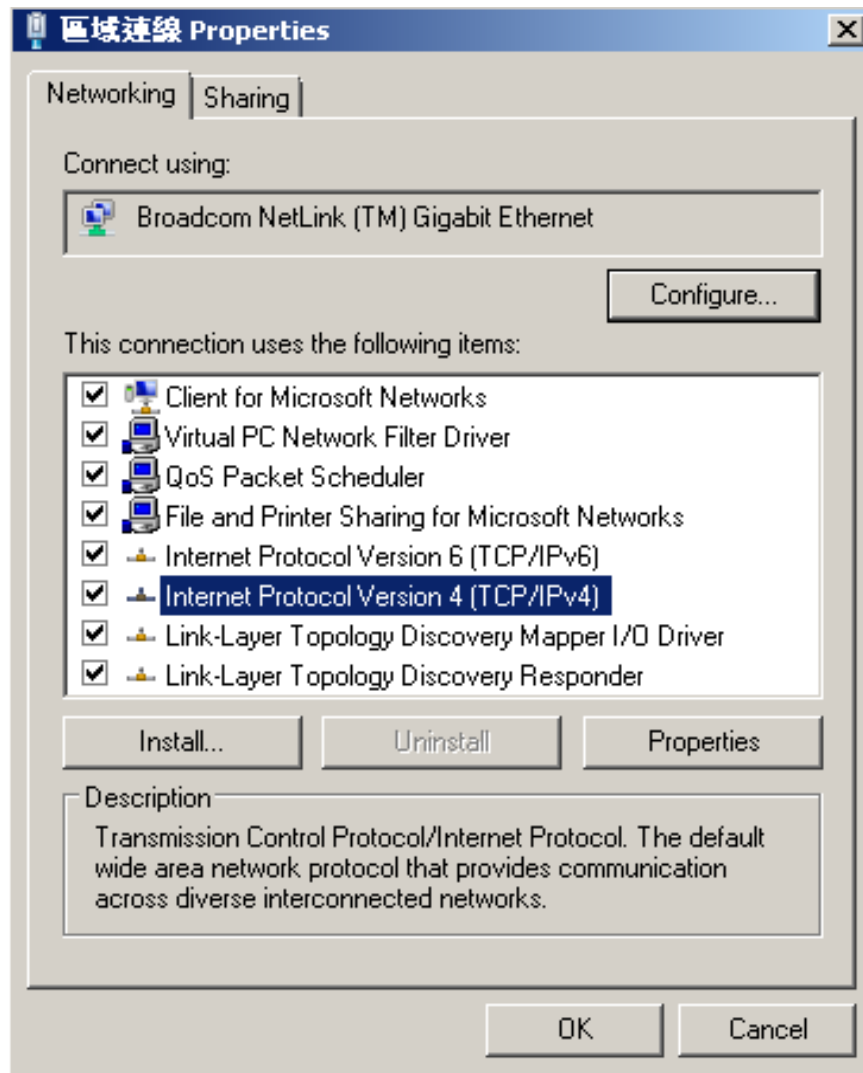 區域連線 Properties
Networking
Sharing
Connect using:
Broadcom NetLink (TM) Gigabit Ethernet
Configure...
This connection uses the following items:
Client for Microsoft Networks
Virtual PC Network Filter Driver
QoS Packet Scheduler
File and Printer Sharing for Microsoft Networks
Internet Protocol Version 6 (TCP/IPv6)
Internet Protocol Version 4 (TCP/IPv4)
Link-Layer Topology Discovery Mapper I/O Driver
Link-Layer Topology Discovery Responder
Install...
Uninstall
Properties
Description
Transmission Control Protocol/Internet Protocol. The default
wide area network protocol that provides communication
across diverse interconnected networks.
OK
Cancel